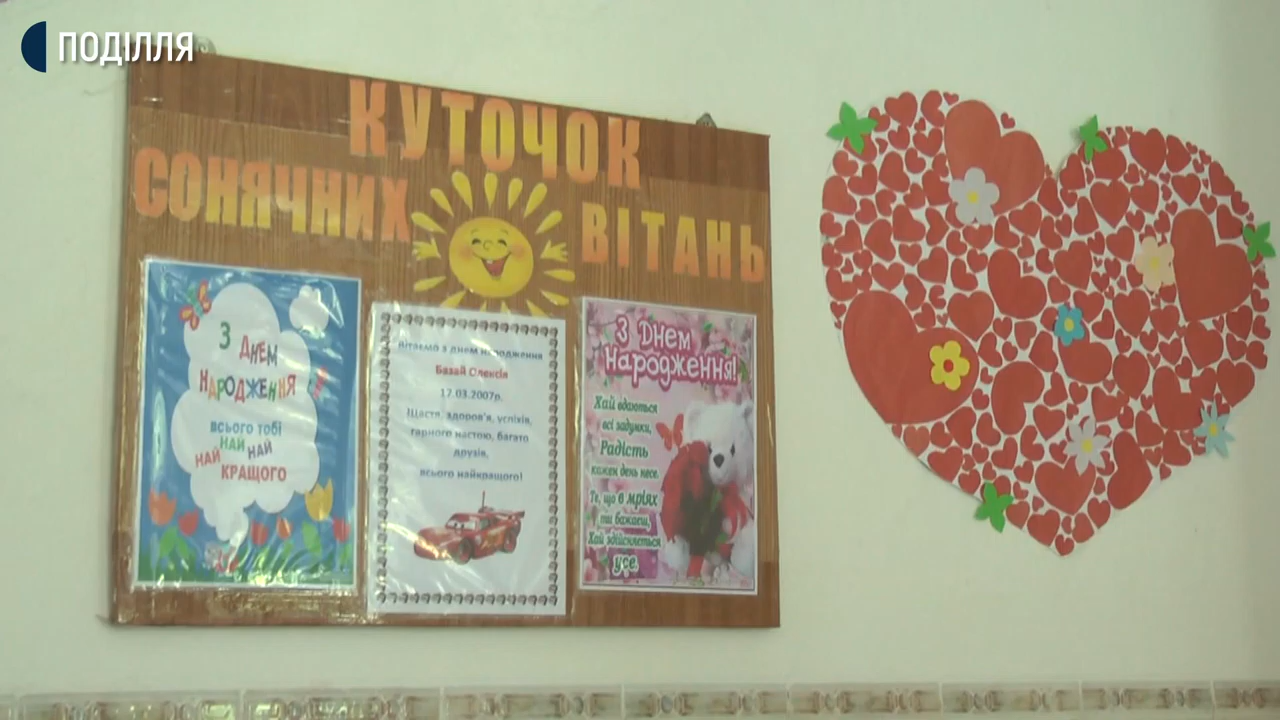 ПОДІЛЛЯ
КУТОЧОК
СОНЯЧНИХ ВІТАНЬ
З ДНЕМ
НАРОДЖЕННЯ!
ВСЬОГО ТОБІ
НАЙ НАЙ НАЙ
КРАЩОГО
Вітаємо з днем народження
Базай Олексія
17.03.2007р.
Щастя, здоров'я, успіхів,
гарного настою, багато
друзів,
всього найкращого!
З Днем
народження!
Хай вдаються
всі задумки,
Радість
кожен день несе.
Те, що в мріях
ти бажаєш,
Хай здійснюється
усе.